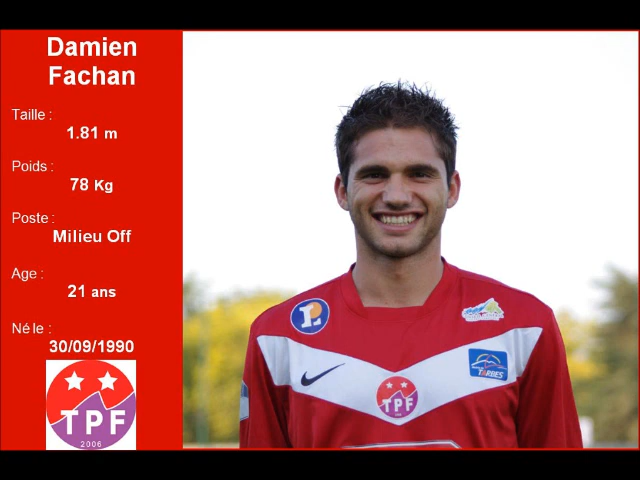 Damien
Fachan
Taille :
1.81 m
Poids :
78 Kg
Poste :
Milieu Off
Age :
21 ans
Né le :
30/09/1990
TPF
2006
TPF
TARBES